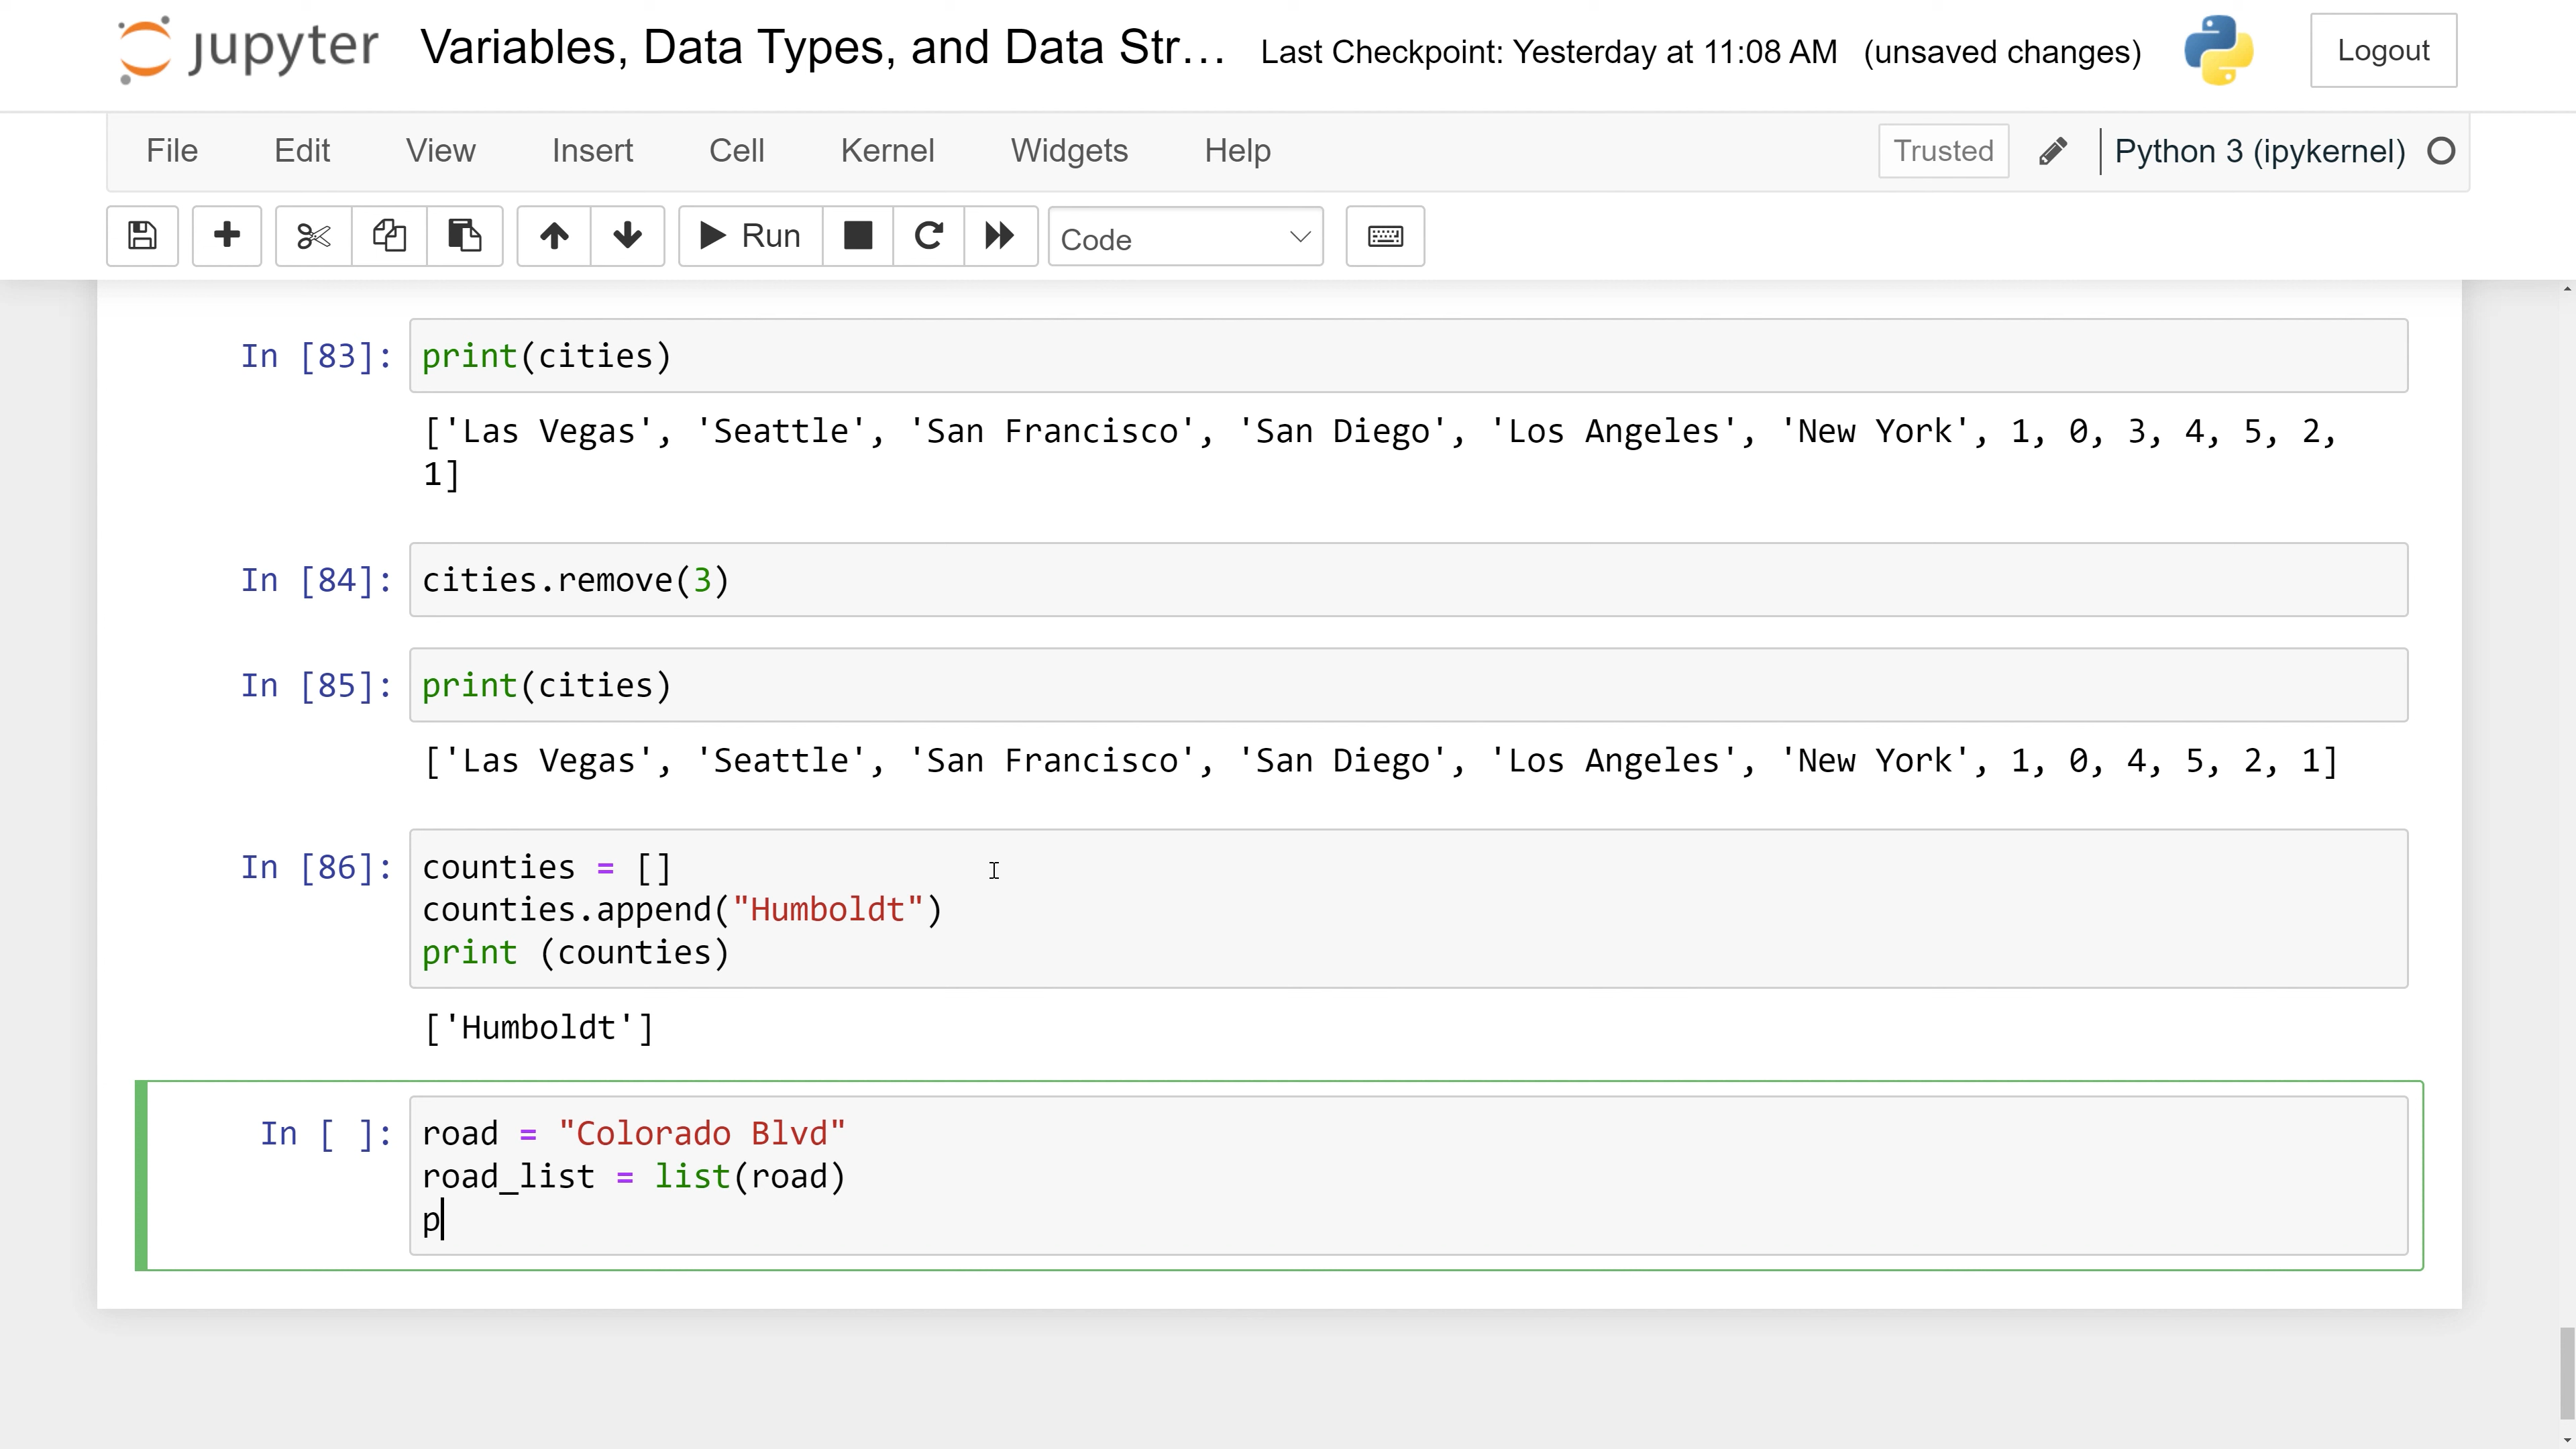 jupyter Variables, Data Types, and Data Str... Last Checkpoint: Yesterday at 11:08 AM (unsaved changes) Logout
File Edit View Insert Cell Kernel Widgets Help Trusted Python 3 (ipykernel)
Run Code
In [83]: print(cities)
['Las Vegas', 'Seattle', 'San Francisco', 'San Diego', 'Los Angeles', 'New York', 1, 0, 3, 4, 5, 2,
1]
In [84]: cities.remove(3)
In [85]: print(cities)
['Las Vegas', 'Seattle', 'San Francisco', 'San Diego', 'Los Angeles', 'New York', 1, 0, 4, 5, 2, 1]
In [86]: counties = []
counties.append("Humboldt")
print (counties)
['Humboldt']
In [ ]: road = "Colorado Blvd"
road_list = list(road)
p